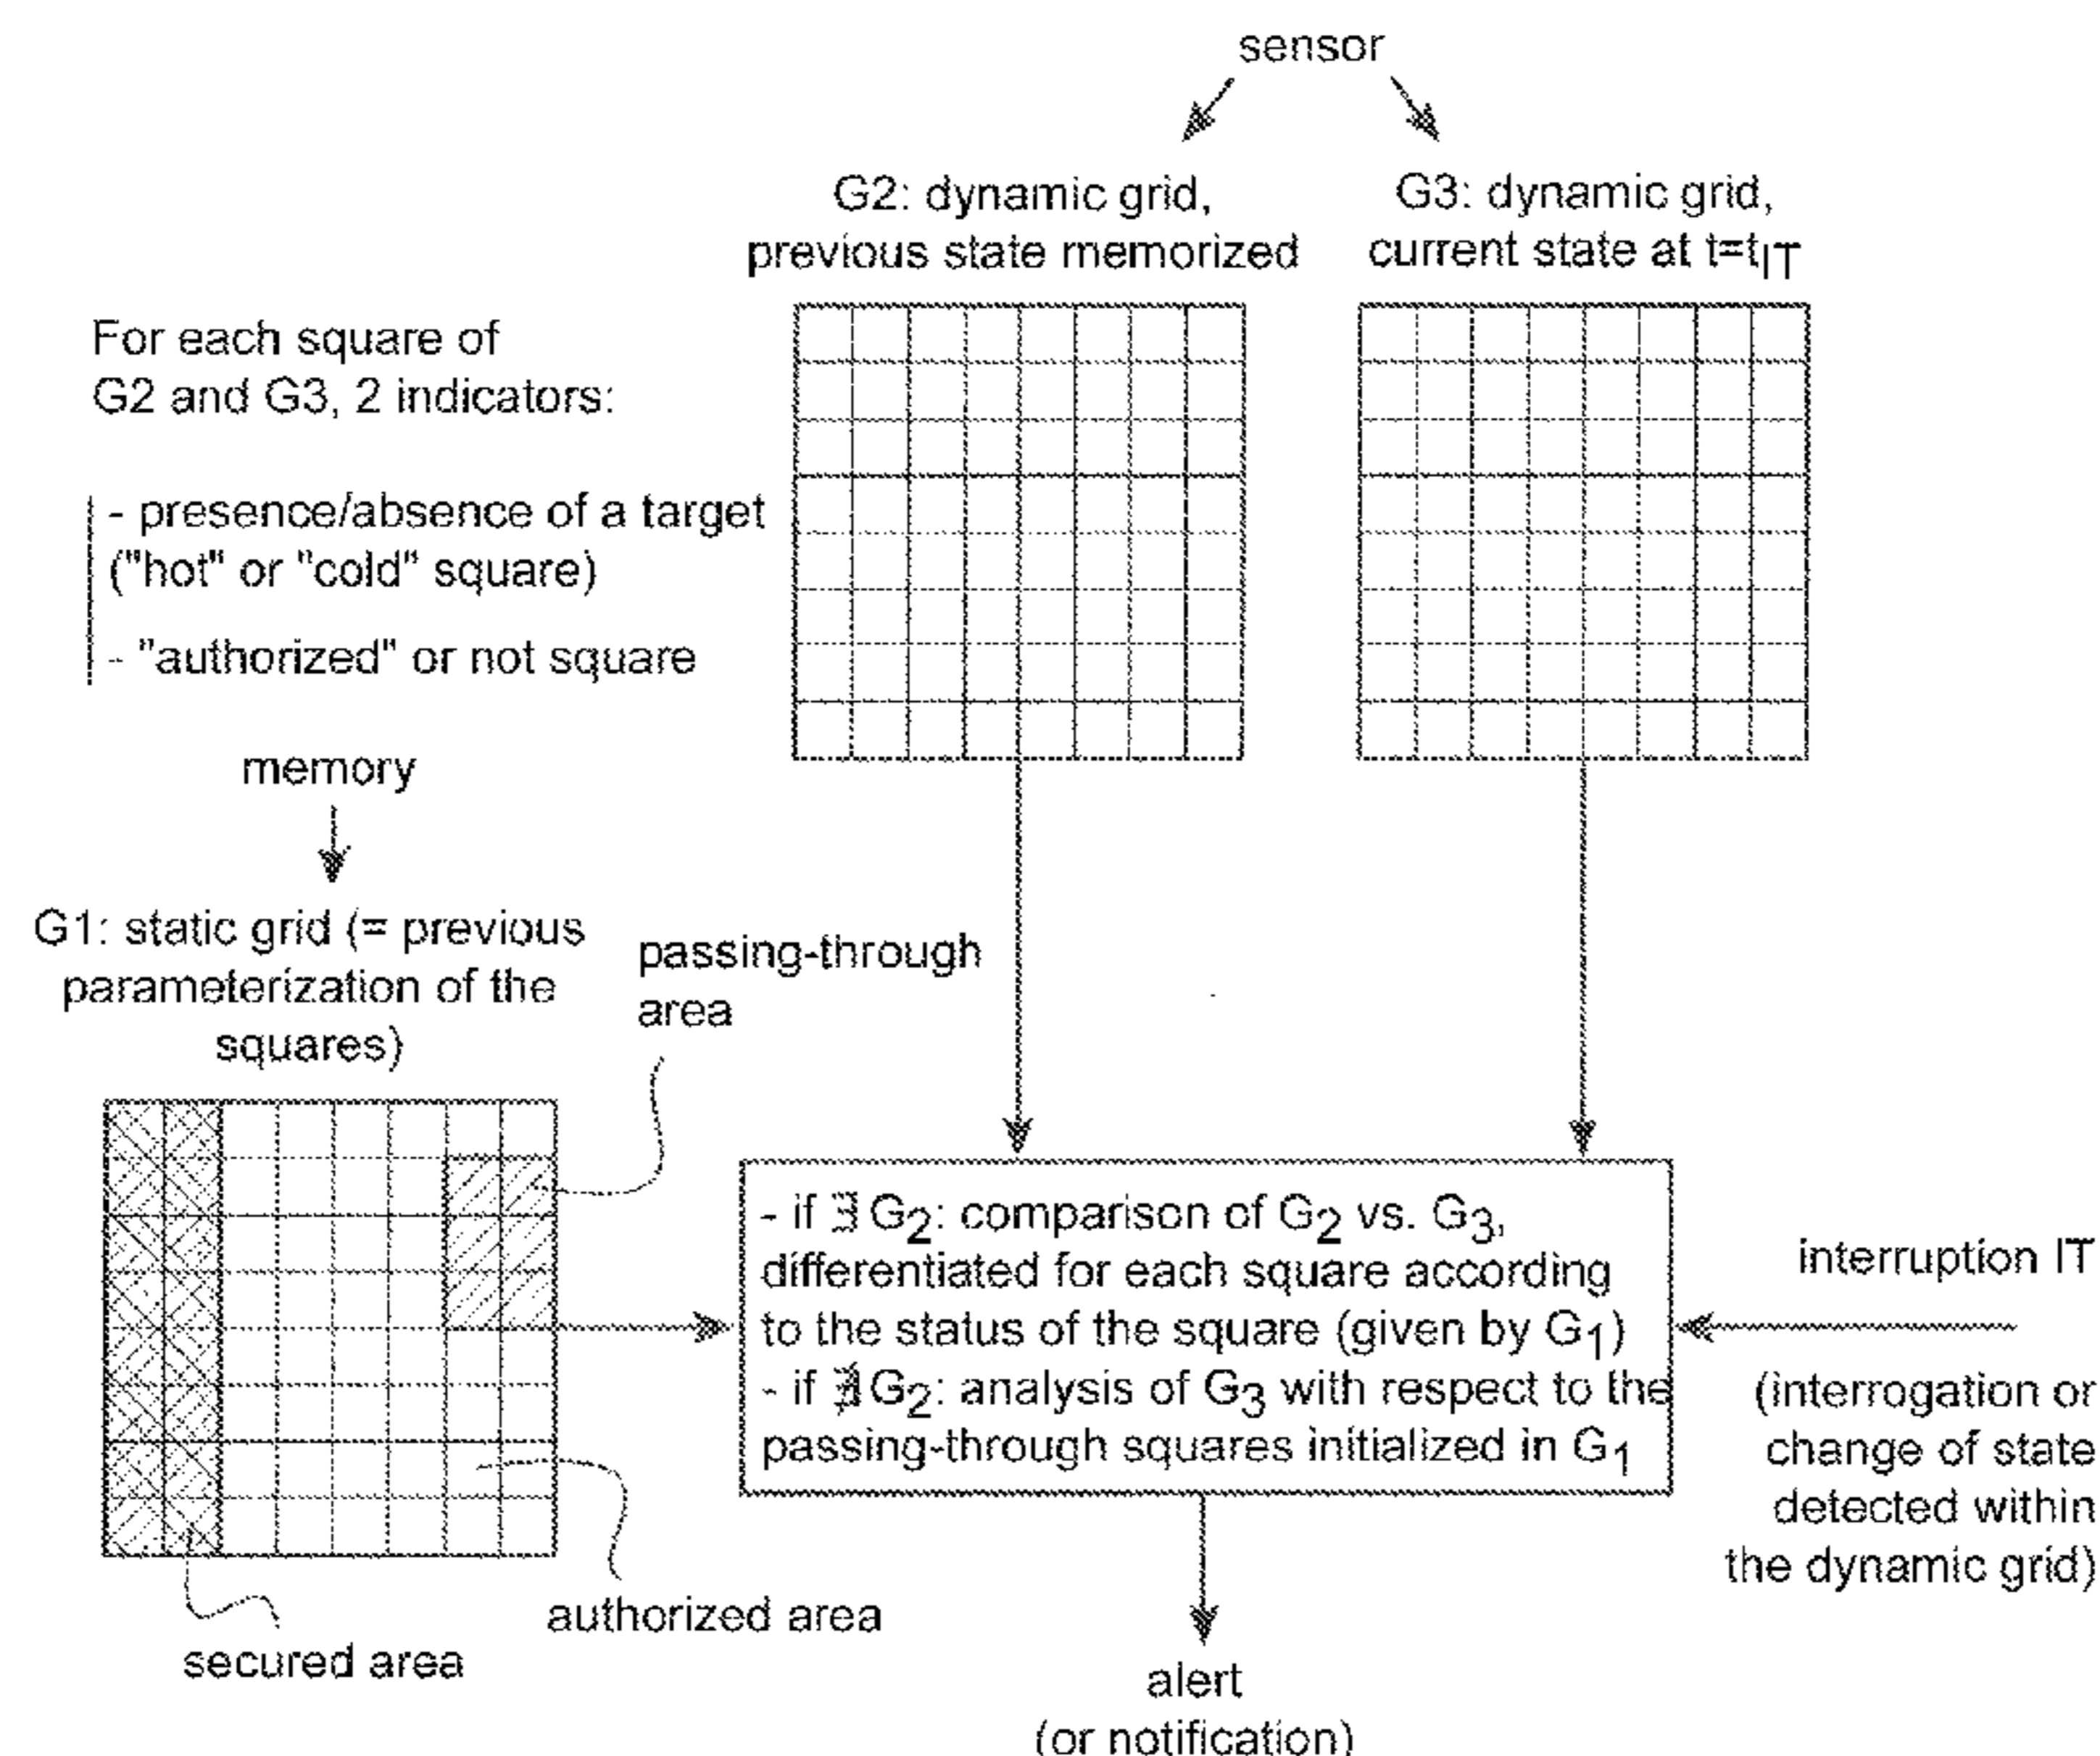 sensor
G2: dynamic grid,
previous state memorized
G3: dynamic grid,
current state at t=tIT
For each square of
G2 and G3, 2 indicators:
- presence/absence of a target
("hot" or "cold" square)
- "authorized" or not square
memory
G1: static grid (= previous
parameterization of the
squares)
passing-through
area
- if ∃ G2: comparison of G2 vs. G3,
differentiated for each square according
to the status of the square (given by G1)
- if ∄ G2: analysis of G3 with respect to the
passing-through squares initialized in G1
interruption IT
(interrogation or
change of state
detected within
the dynamic grid)
authorized area
secured area
alert
(or notification)